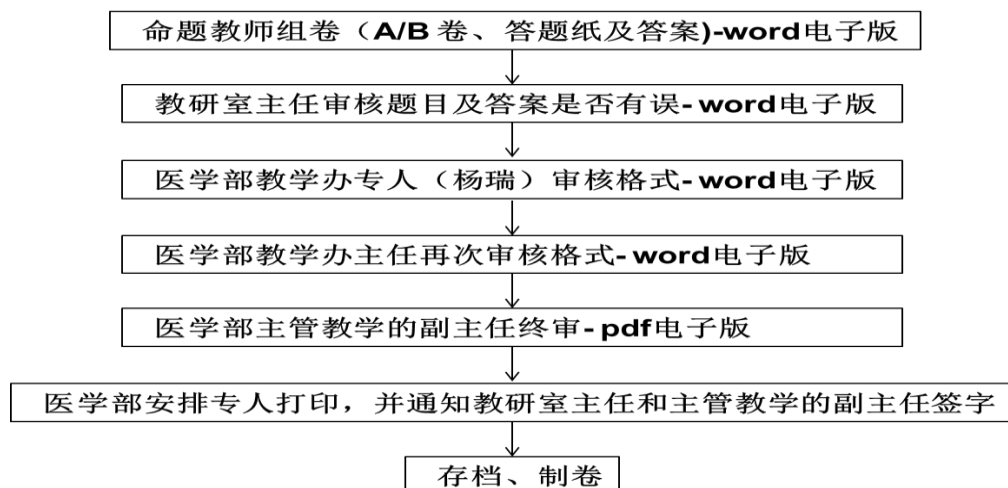 命题教师组卷（A/B 卷、答题纸及答案)-word电子版
教研室主任审核题目及答案是否有误-word电子版
医学部教学办专人（杨瑞）审核格式-word电子版
医学部教学办主任再次审核格式-word电子版
医学部主管教学的副主任终审-pdf电子版
医学部安排专人打印，并通知教研室主任和主管教学的副主任签字
存档、制卷